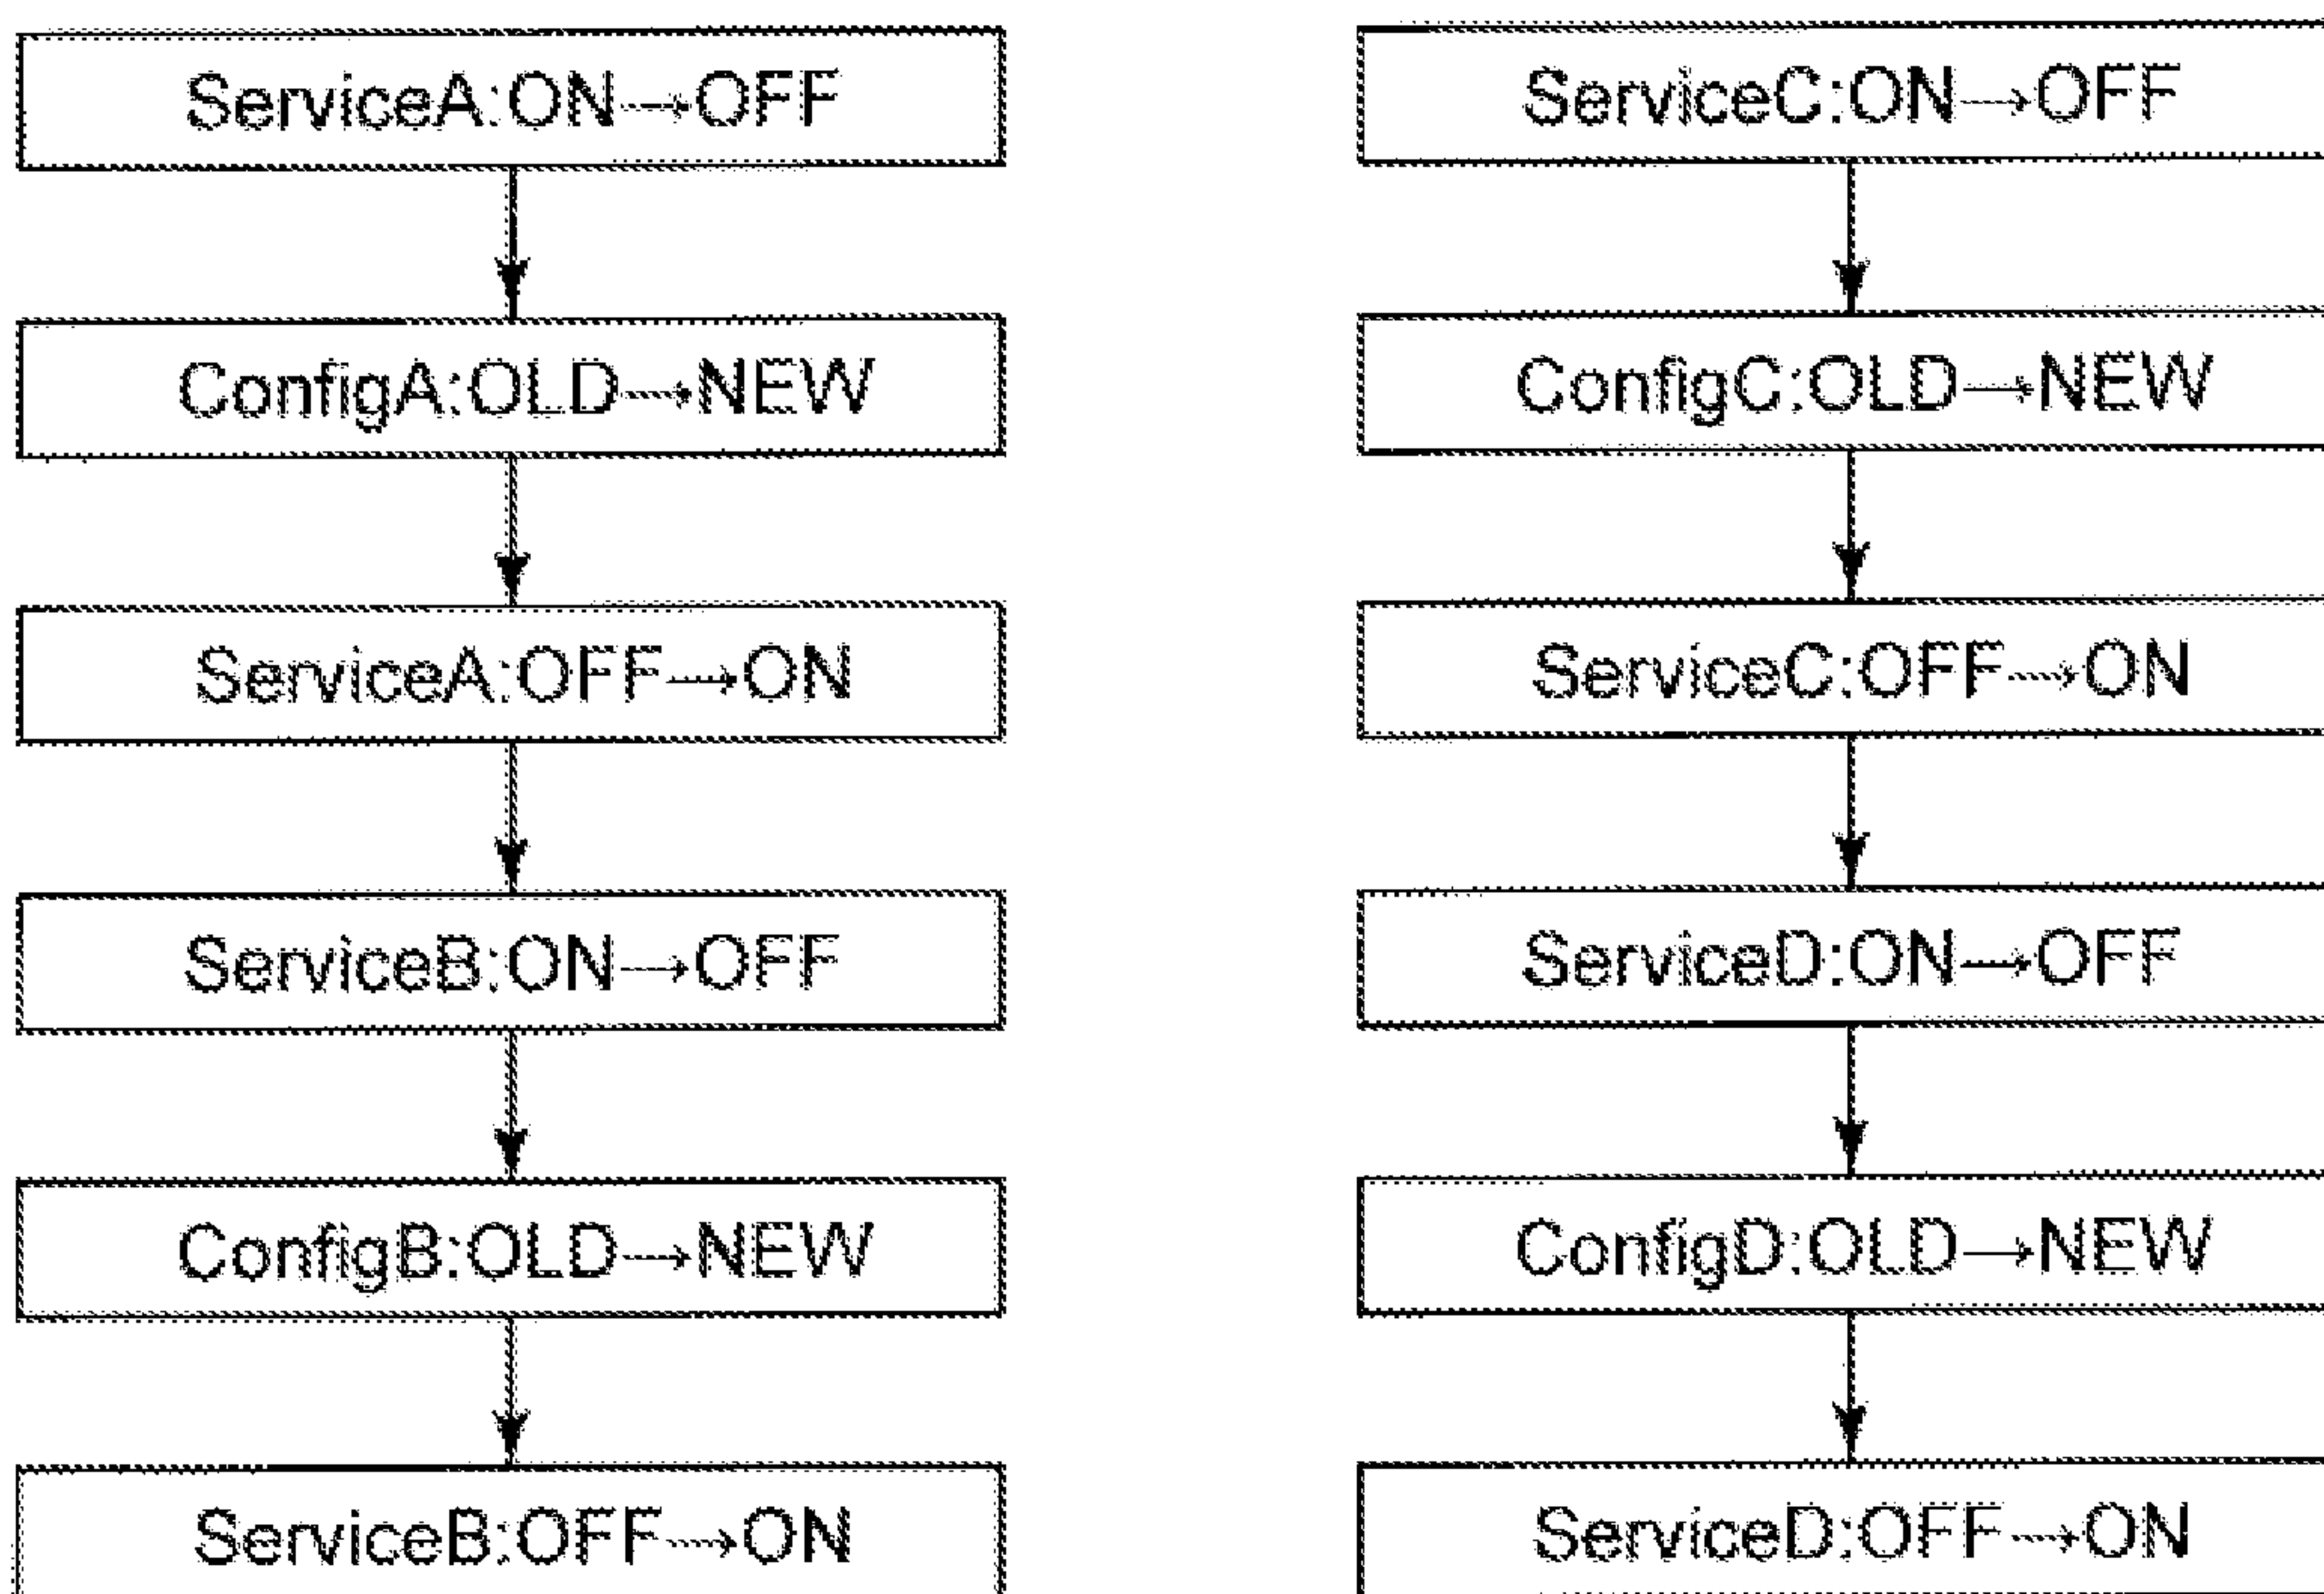 ServiceA:ON→OFF
ConfigA:OLD→NEW
ServiceA:OFF→ON
ServiceB:ON→OFF
ConfigB:OLD→NEW
ServiceB:OFF→ON
ServiceC:ON→OFF
ConfigC:OLD→NEW
ServiceC:OFF→ON
ServiceD:ON→OFF
ConfigD:OLD→NEW
ServiceD:OFF→ON